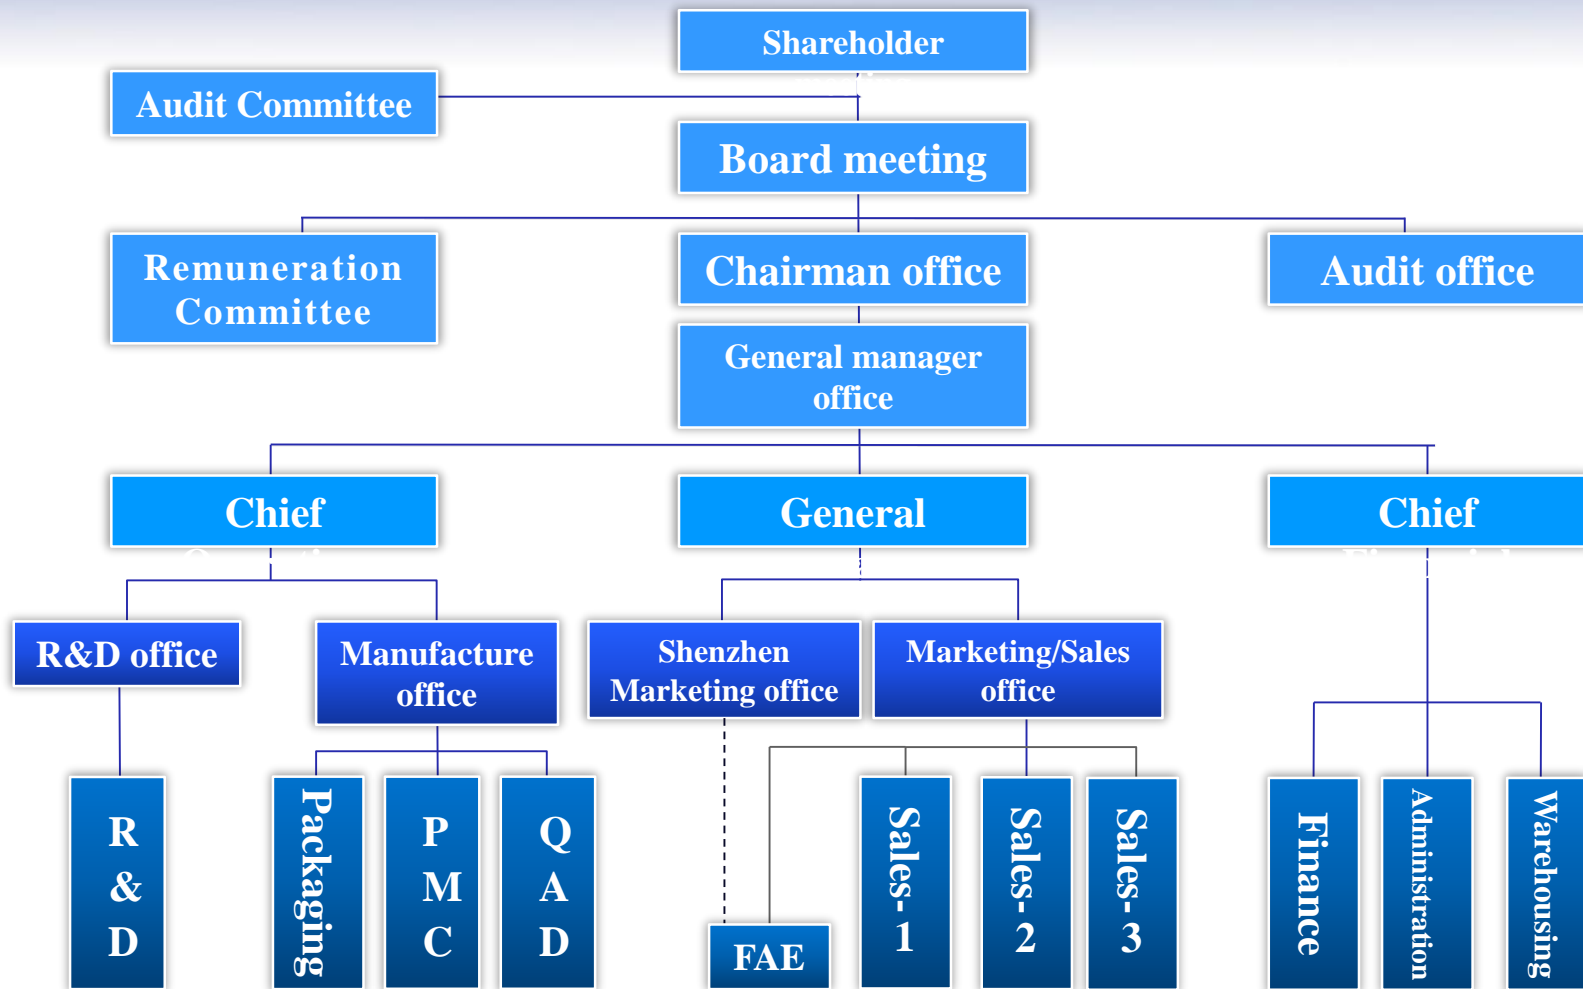 Shareholder
Audit Committee
Board meeting
Remuneration
Committee
Chairman office
Audit office
General manager
office
Chief
General
Chief
R&D office
Manufacture
office
Shenzhen
Marketing office
Marketing/Sales
office
R
&
D
Packaging
P
M
C
Q
A
D
FAE
Sales-
1
Sales-
2
Sales-
3
Finance
Administration
Warehousing